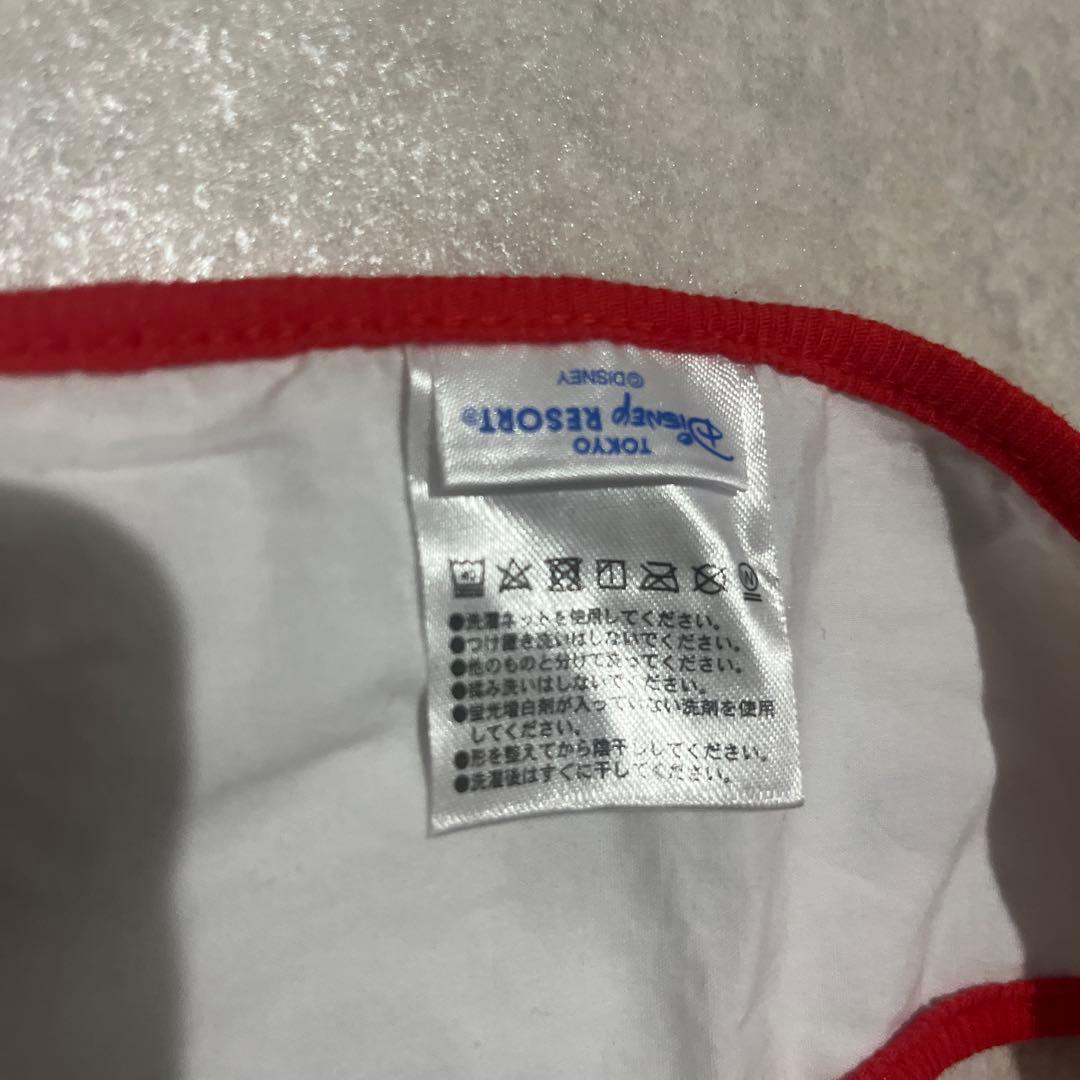 TOKYO
DISNEY RESORT®
©DISNEY
●洗濯ネットを使用してください。
●つけ置き洗いはしないでください。
●他のものと分けて洗ってください。
●揉み洗いはしないでください。
●蛍光増白剤が入っていない洗剤を使用
してください。
●形を整えてから陰干ししてください。
●洗濯後はすぐに干してください。